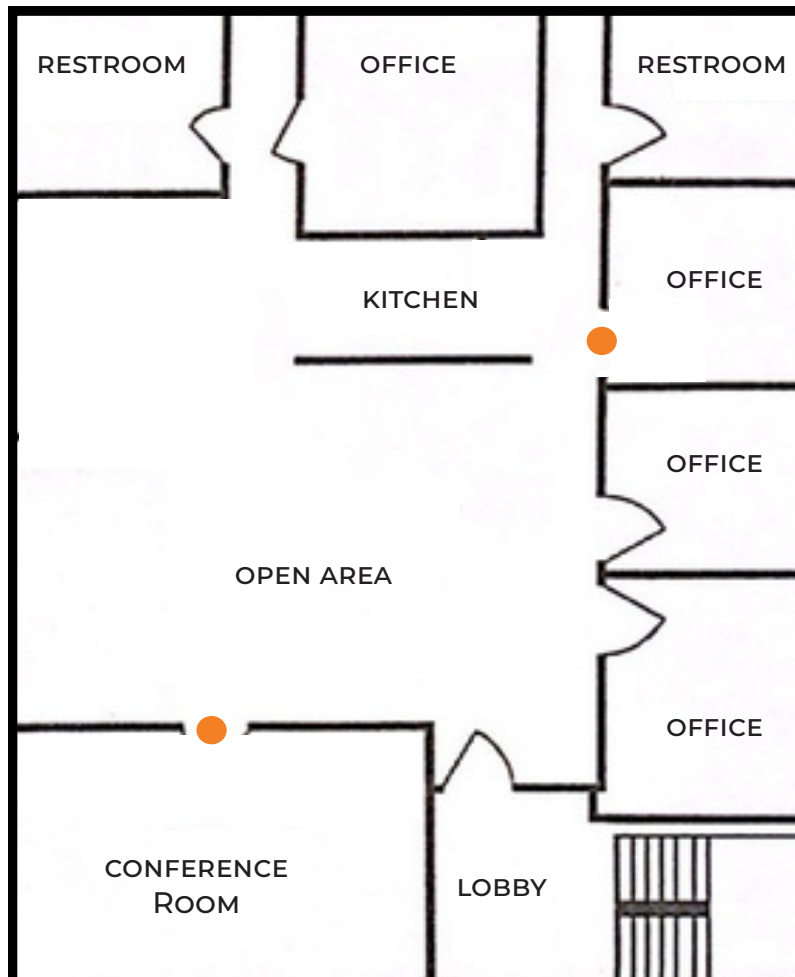 RESTROOM
OFFICE
RESTROOM
OFFICE
KITCHEN
OFFICE
OPEN AREA
OFFICE
CONFERENCE
ROOM
LOBBY